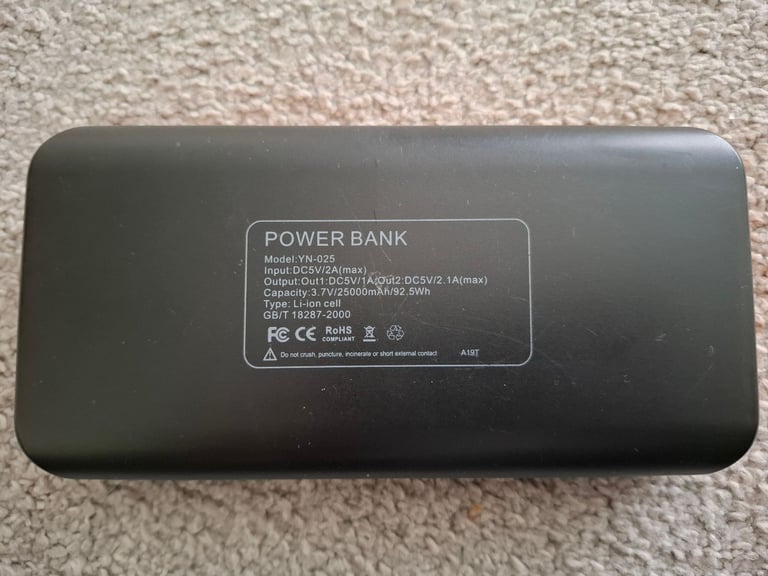 POWER BANK
Model:YN-025
Input:DC5V/2A(max)
Output:Out1:DC5V/1A,Out2:DC5V/2.1A(max)
Capacity:3.7V/25000mAh/92.5Wh
Type: Li-ion cell
GB/T 18287-2000
FC CE RoHS
COMPLIANT
Do not crush, puncture, incinerate or short external contact A19T